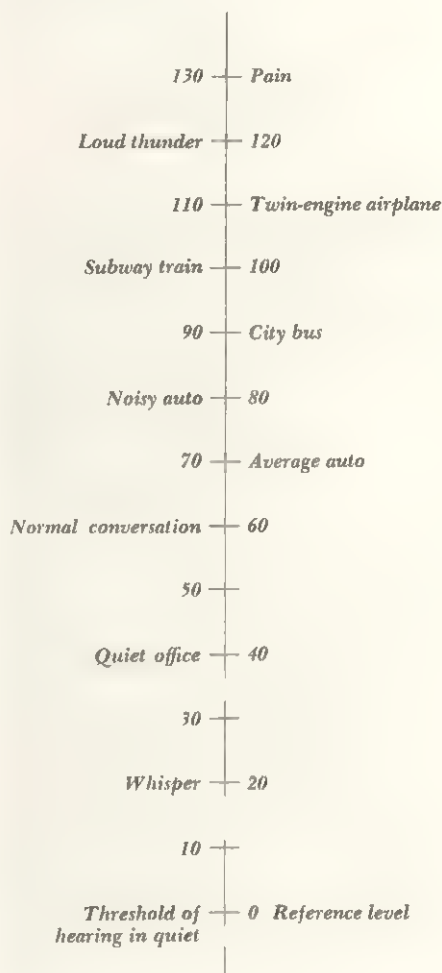 130 Pain
Loud thunder 120
110 Twin-engine airplane
Subway train 100
90 City bus
Noisy auto 80
70 Average auto
Normal conversation 60
50
Quiet office 40
30
Whisper 20
10
Threshold of 0 Reference level
hearing in quiet